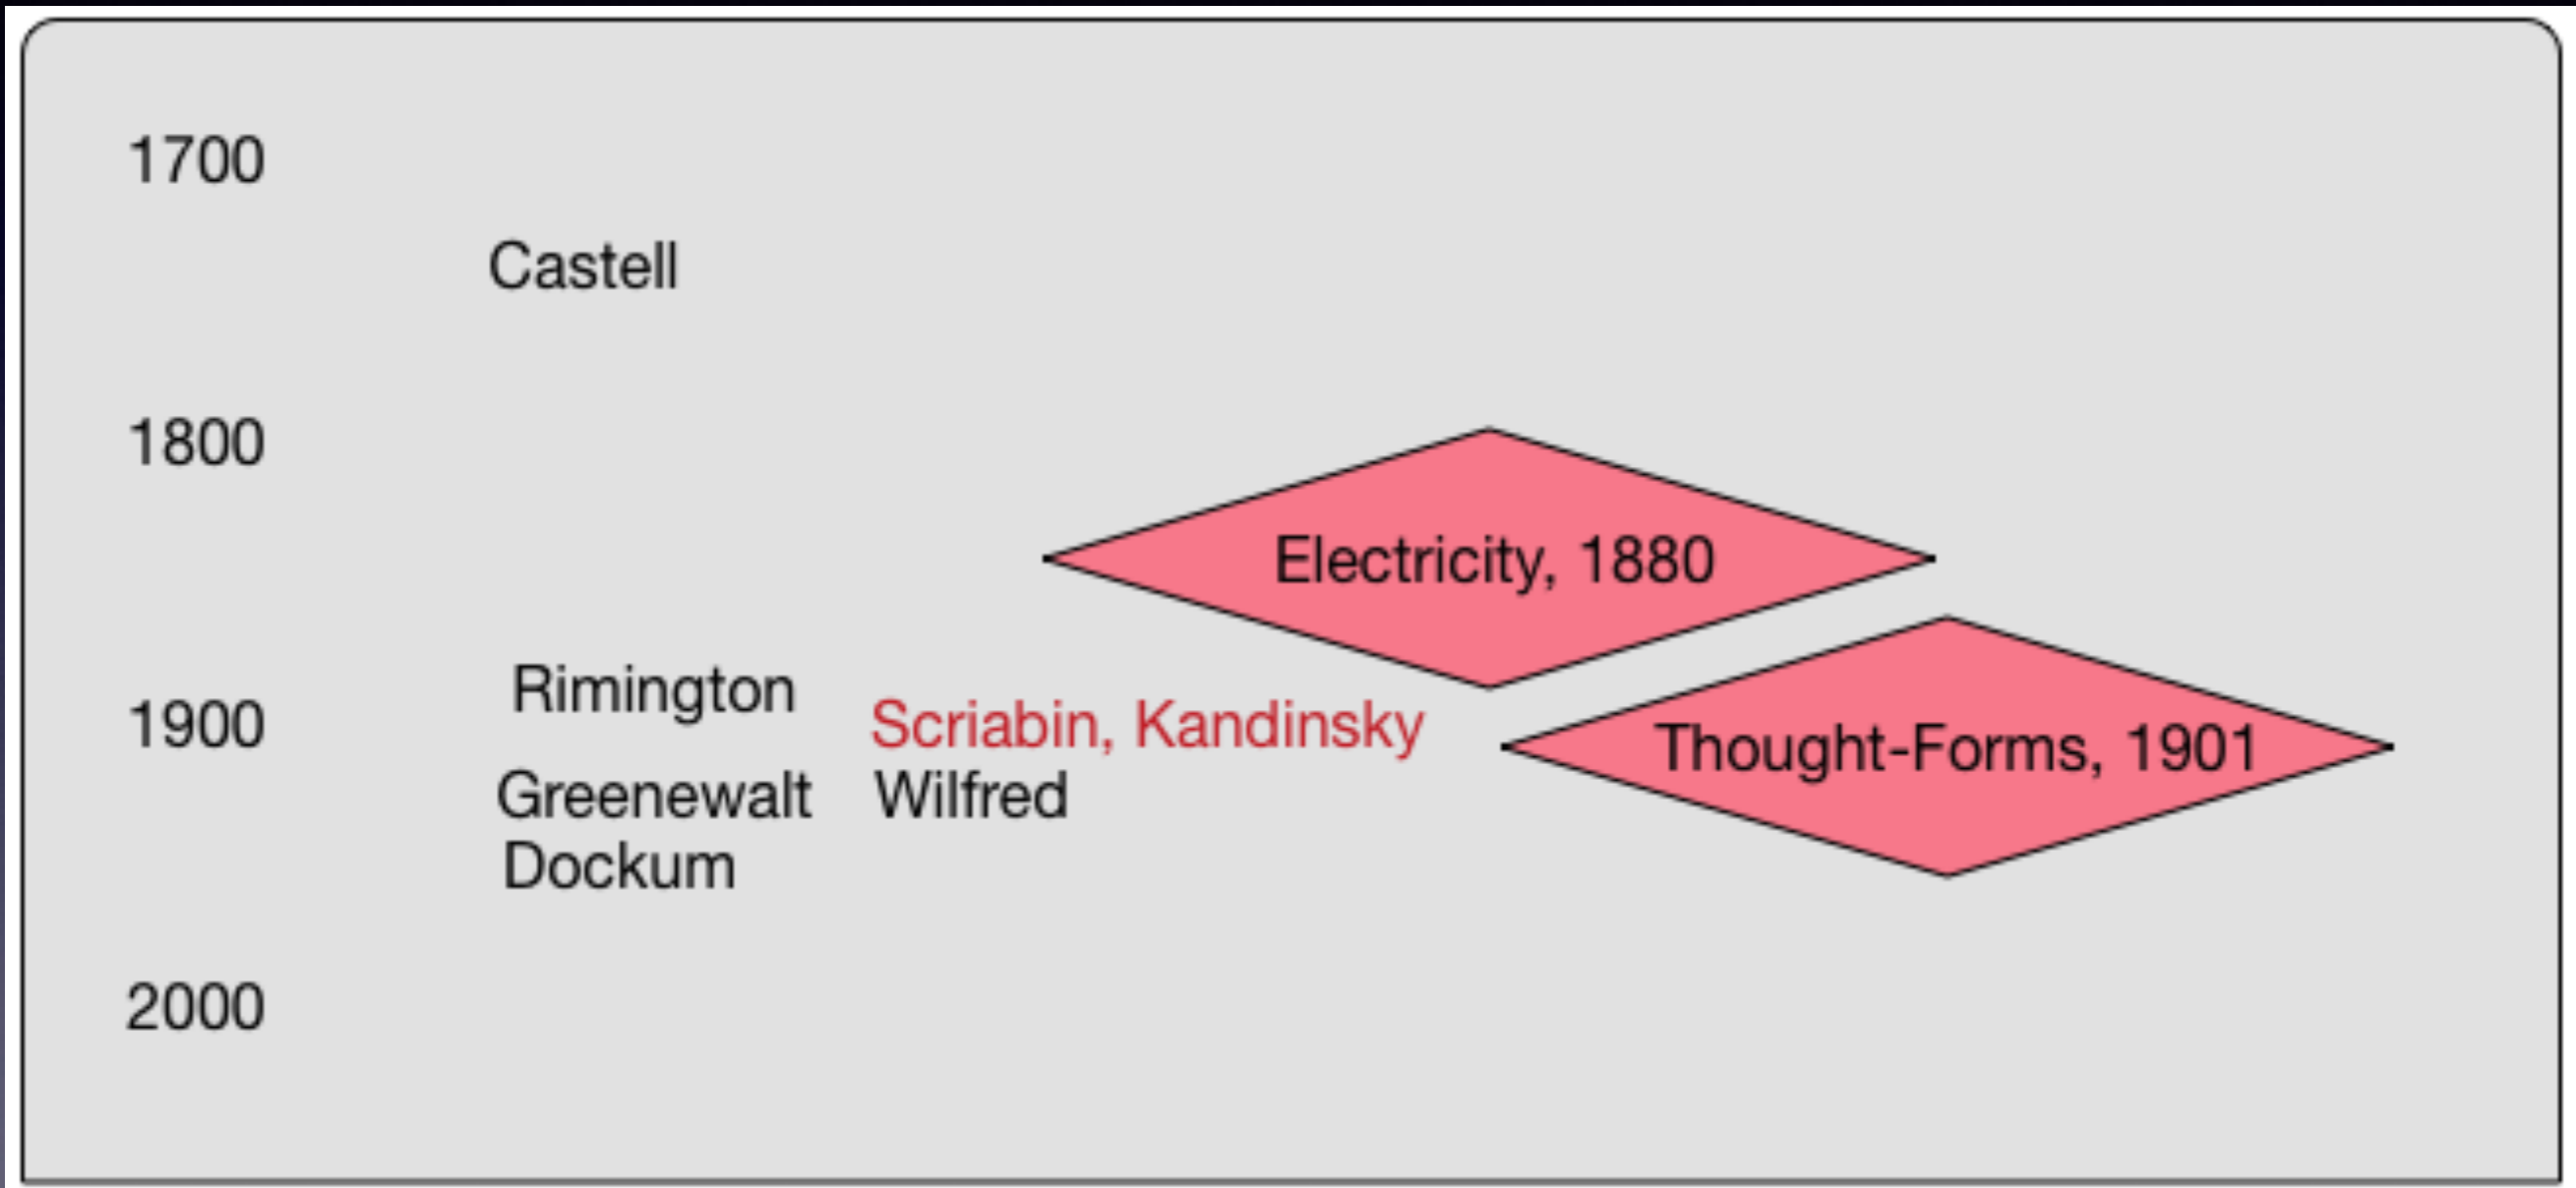 1700
Castell
1800
Electricity, 1880
Rimington
1900
Scriabin, Kandinsky
Thought-Forms, 1901
Greenewalt Wilfred
Dockum
2000